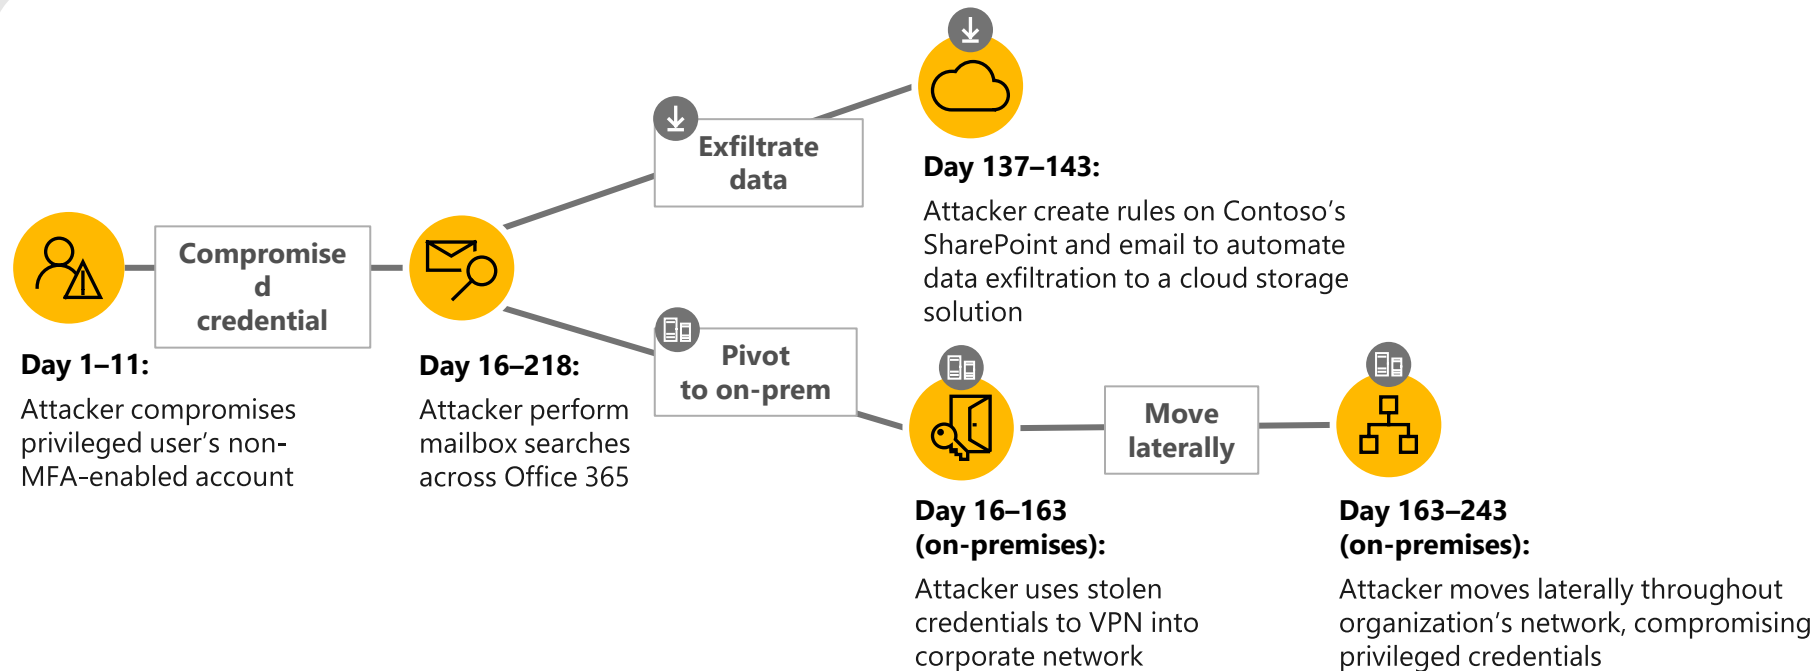 Compromise
d
credential
Day 1–11:
Attacker compromises
privileged user's non-
MFA-enabled account
Day 16–218:
Attacker perform
mailbox searches
across Office 365
Exfiltrate
data
Day 137–143:
Attacker create rules on Contoso's
SharePoint and email to automate
data exfiltration to a cloud storage
solution
Pivot
to on-prem
Day 16–163
(on-premises):
Attacker uses stolen
credentials to VPN into
corporate network
Move
laterally
Day 163–243
(on-premises):
Attacker moves laterally throughout
organization's network, compromising
privileged credentials